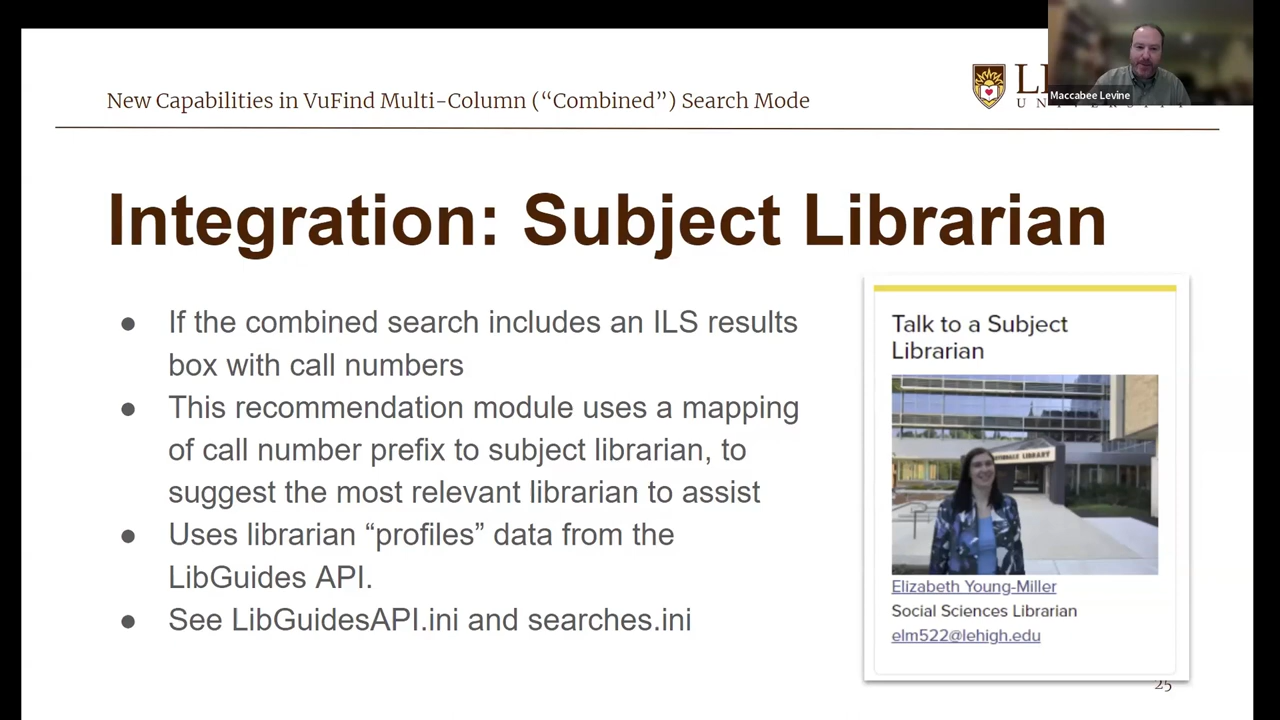 New Capabilities in VuFind Multi-Column (“Combined”) Search Mode
Maccabee Levine
Integration: Subject Librarian
● If the combined search includes an ILS results
box with call numbers
● This recommendation module uses a mapping
of call number prefix to subject librarian, to
suggest the most relevant librarian to assist
● Uses librarian “profiles” data from the
LibGuides API.
● See LibGuidesAPI.ini and searches.ini
Talk to a Subject
Librarian
Elizabeth Young-Miller
Social Sciences Librarian
elm522@lehigh.edu
25